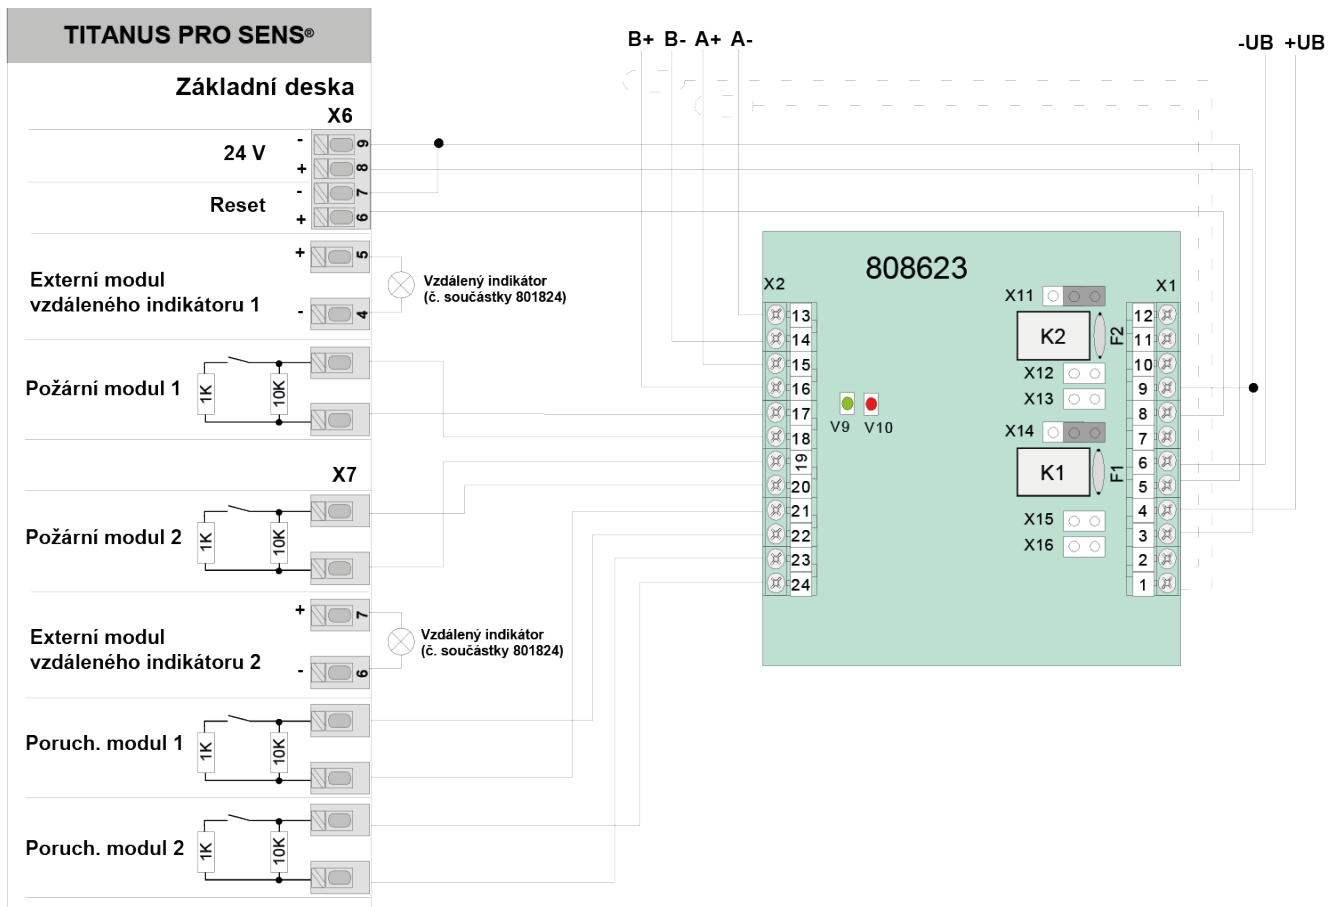 TITANUS PRO SENS®
B+ B- A+ A-
-UB +UB
Základní deska
X6
24 V
- 9
+ 8
Reset
- 7
+ 6
+ 5
Externí modul
vzdáleného indikátoru 1
- 4
Vzdálený indikátor
(č. součástky 801824)
Požární modul 1
1K
10K
X7
Požární modul 2
1K
10K
+ 7
Externí modul
vzdáleného indikátoru 2
- 6
Vzdálený indikátor
(č. součástky 801824)
Poruch. modul 1
1K
10K
Poruch. modul 2
1K
10K
808623
X2
13
14
15
16
17
18
19
20
21
22
23
24
V9
V10
X11
K2
F2
X12
X13
X14
K1
F1
X15
X16
X1
12
11
10
9
8
7
6
5
4
3
2
1